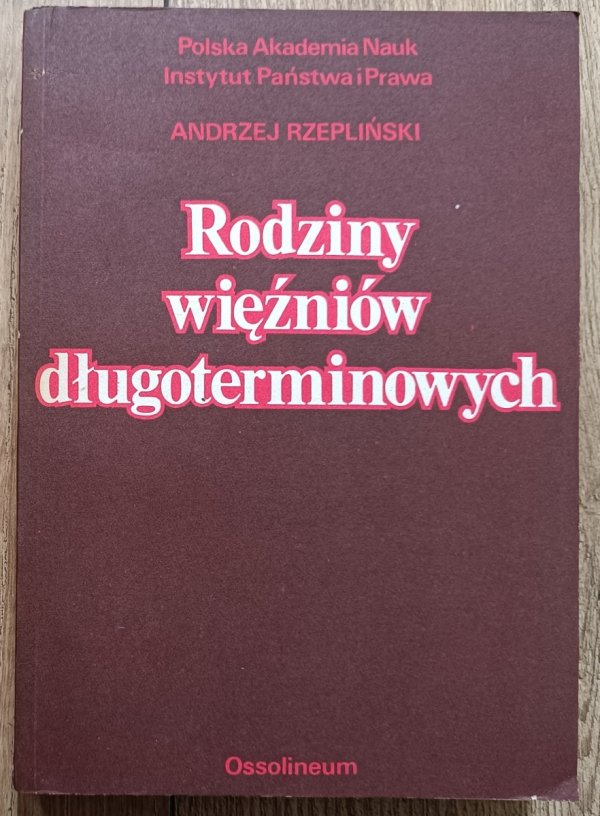 Polska Akademia Nauk
Instytut Państwa i Prawa
ANDRZEJ RZEPLIŃSKI
Rodziny
więźniów
długoterminowych
Ossolineum